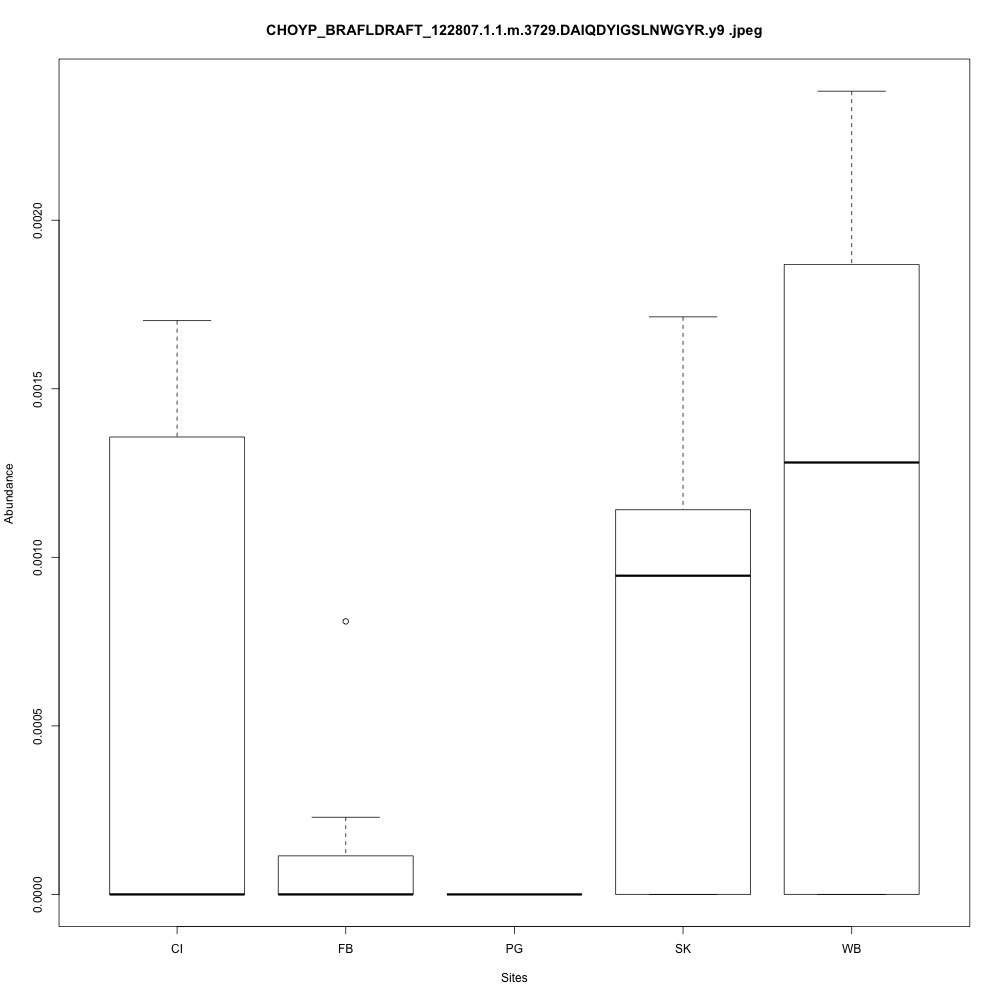 CHOYP_BRAFLDRAFT_122807.1.1.m.3729.DAIQDYIGSLNWGYR.y9 .jpeg
Abundance
0.0020
0.0015
0.0010
0.0005
0.0000
CI FB PG SK WB
Sites